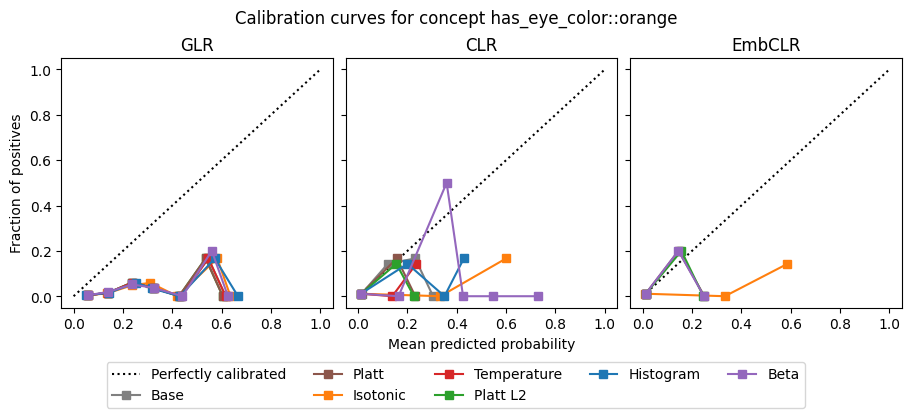 Calibration curves for concept has_eye_color::orange
GLR
CLR
EmbCLR
Fraction of positives
1.0
0.8
0.6
0.4
0.2
0.0
0.0 0.2 0.4 0.6 0.8 1.0
0.0 0.2 0.4 0.6 0.8 1.0
0.0 0.2 0.4 0.6 0.8 1.0
Mean predicted probability
Perfectly calibrated
Base
Platt
Isotonic
Temperature
Platt L2
Histogram
Beta